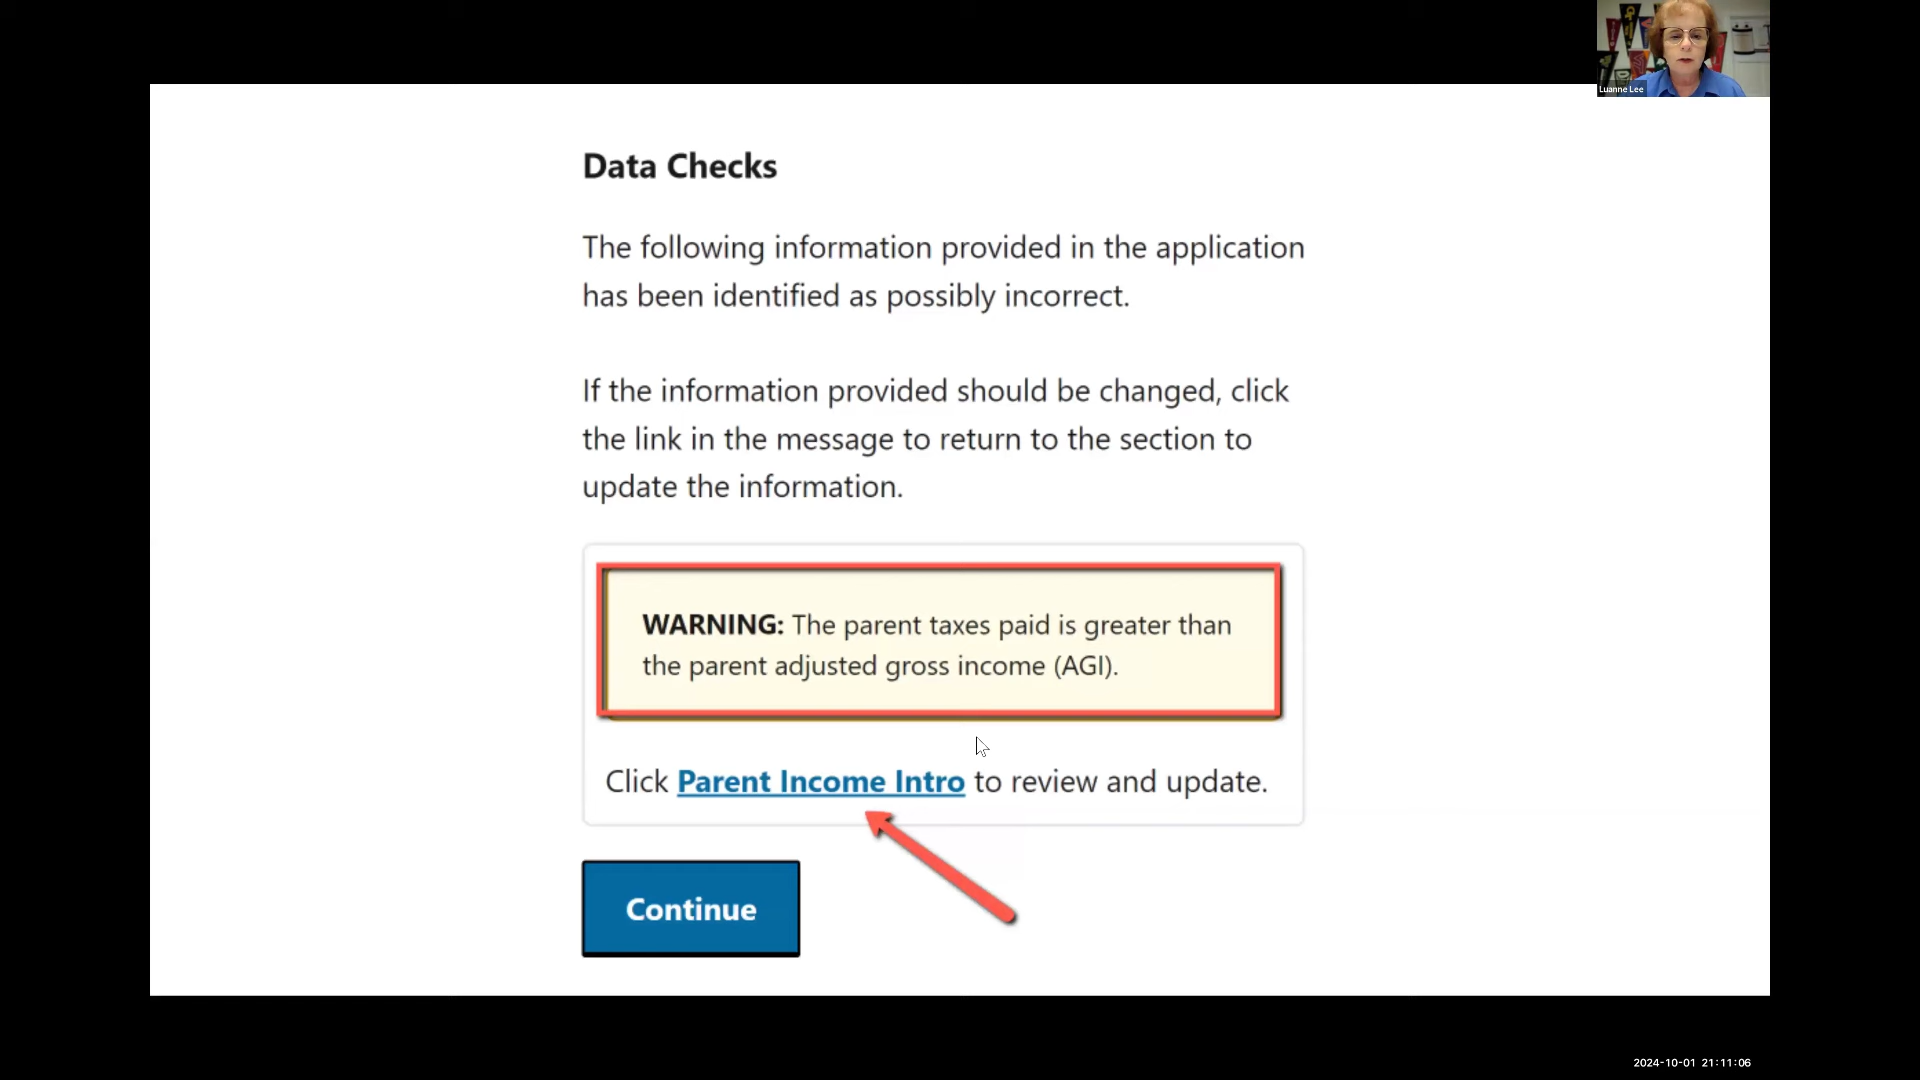 Luanne Lee
Data Checks
The following information provided in the application
has been identified as possibly incorrect.
If the information provided should be changed, click
the link in the message to return to the section to
update the information.
WARNING: The parent taxes paid is greater than
the parent adjusted gross income (AGI).
Click Parent Income Intro to review and update.
Continue
2024-10-01 21:11:06